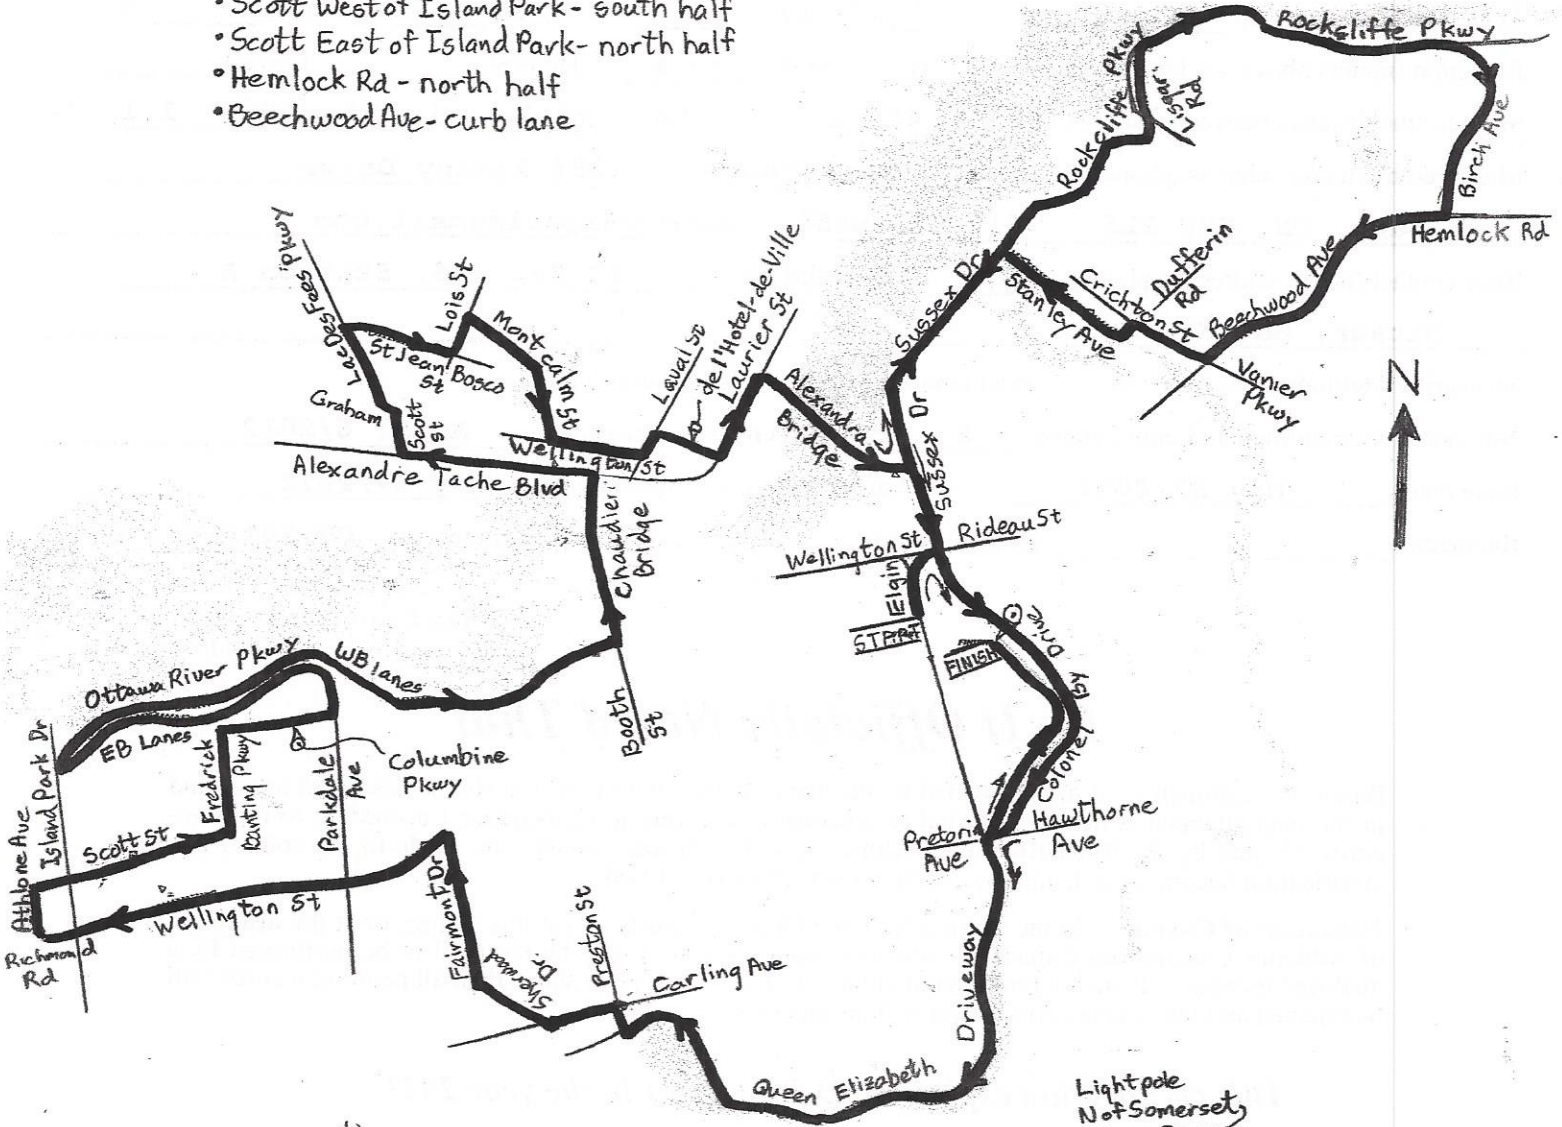 • Scott West of Island Park - south half
• Scott East of Island Park - north half
• Hemlock Rd - north half
• Beechwood Ave - curb lane
Rockcliffe Pkwy
Rockcliffe Pkwy
Lisgar Rd
Rockcliffe
Birch Ave
Hemlock Rd
Beechwood Ave
Dufferin Rd
Crichton St
Stanley Ave
Vanier Pkwy
Sussex Dr
Sussex Dr
Sussex Dr
N
Lac Des Fees Pkwy
Lois St
St Jean Bosco St
Montcalm St
Graham
Scott St
Laval St
de l'Hotel-de-Ville
Laurier St
Alexandra Bridge
Wellington St
Alexandre Tache Blvd
Chaudier
Bridge
Wellington St
Rideau St
Elgin
START
FINISH
Colonel By Drive
Ottawa River Pkwy
WB lanes
EB Lanes
Booth St
Columbine Pkwy
Fredrick Banting Pkwy
Parkdale Ave
Island Park Dr
Athlone Ave
Scott St
Wellington St
Richmond Rd
Fairmont Dr
Sherwood Dr.
Preston St
Carling Ave
Pretoria Ave
Hawthorne Ave
Queen Elizabeth Driveway
Lightpole
N of Somerset